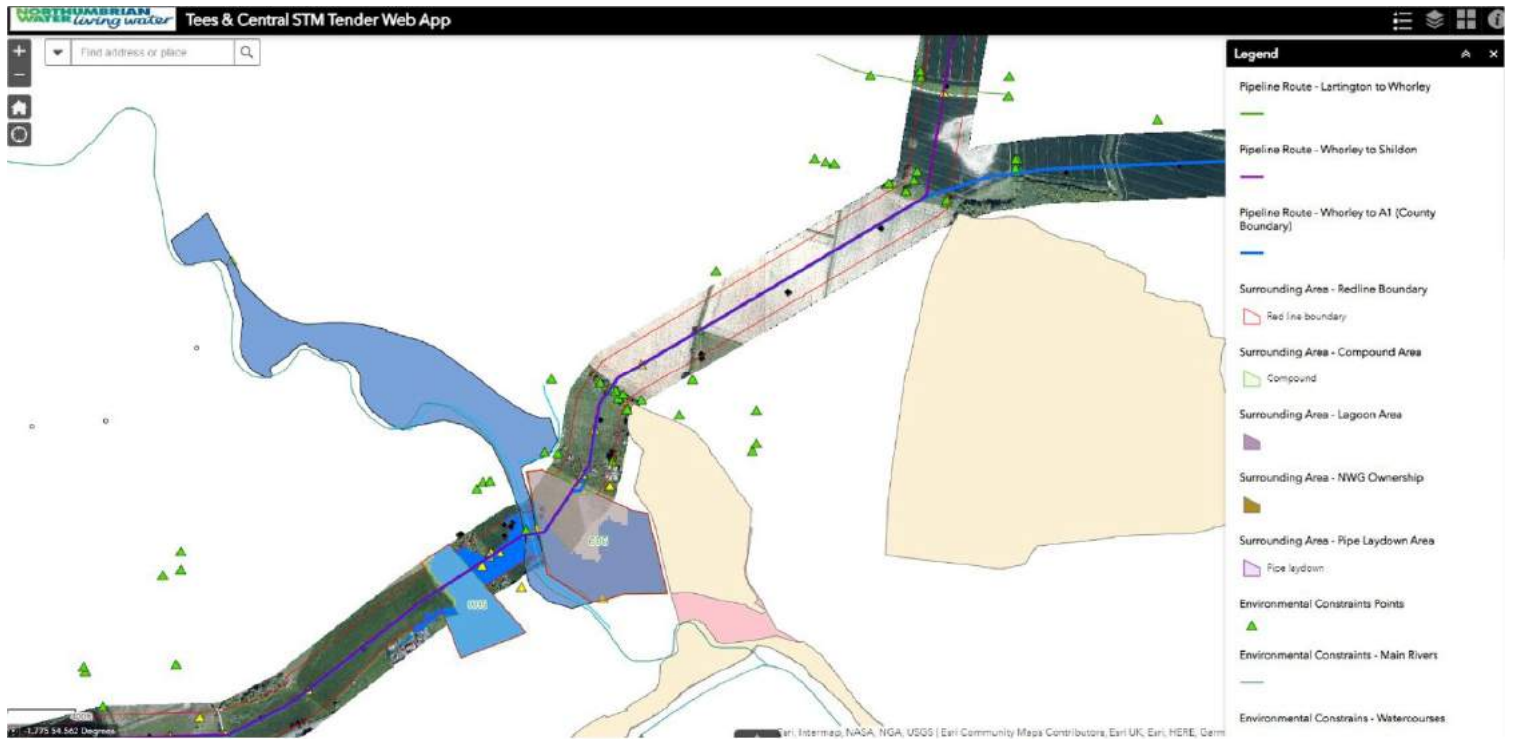 NORTHUMBRIAN
WATER living water
Tees & Central STM Tender Web App
Find address or place
Legend
Pipeline Route - Lartington to Whorley
Pipeline Route - Whorley to Shildon
Pipeline Route - Whorley to A1 (County
Boundary)
Surrounding Area - Redline Boundary
Red line boundary
Surrounding Area - Compound Area
Compound
Surrounding Area - Lagoon Area
Surrounding Area - NWG Ownership
Surrounding Area - Pipe Laydown Area
Pipe laydown
Environmental Constraints Points
Environmental Constraints - Main Rivers
Environmental Constrains - Watercourses
-1.775 54.562 Degrees
Esri, Intermap, NASA, NGA, USGS | Esri Community Maps Contributors, Esri UK, Esri, HERE, Garm